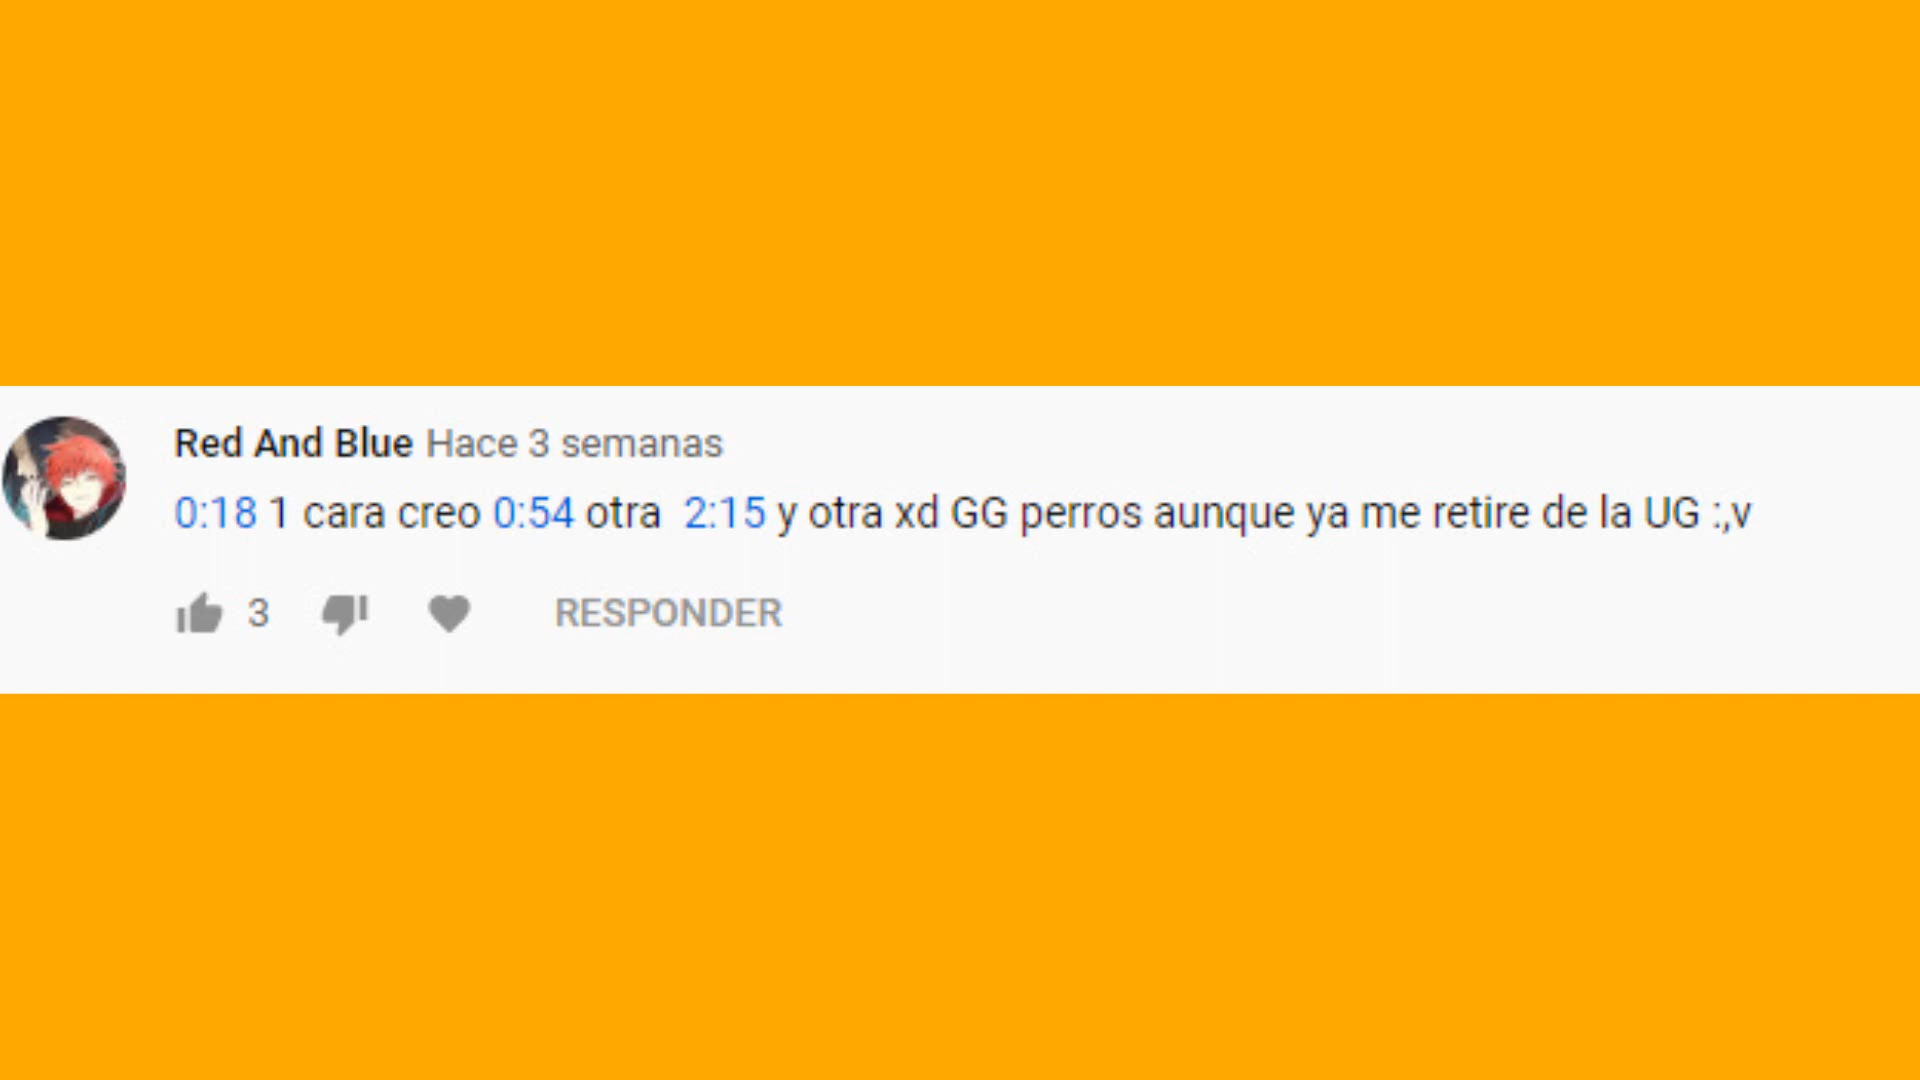 Red And Blue Hace 3 semanas
0:18 1 cara creo 0:54 otra 2:15 y otra xd GG perros aunque ya me retire de la UG :,v
3 RESPONDER